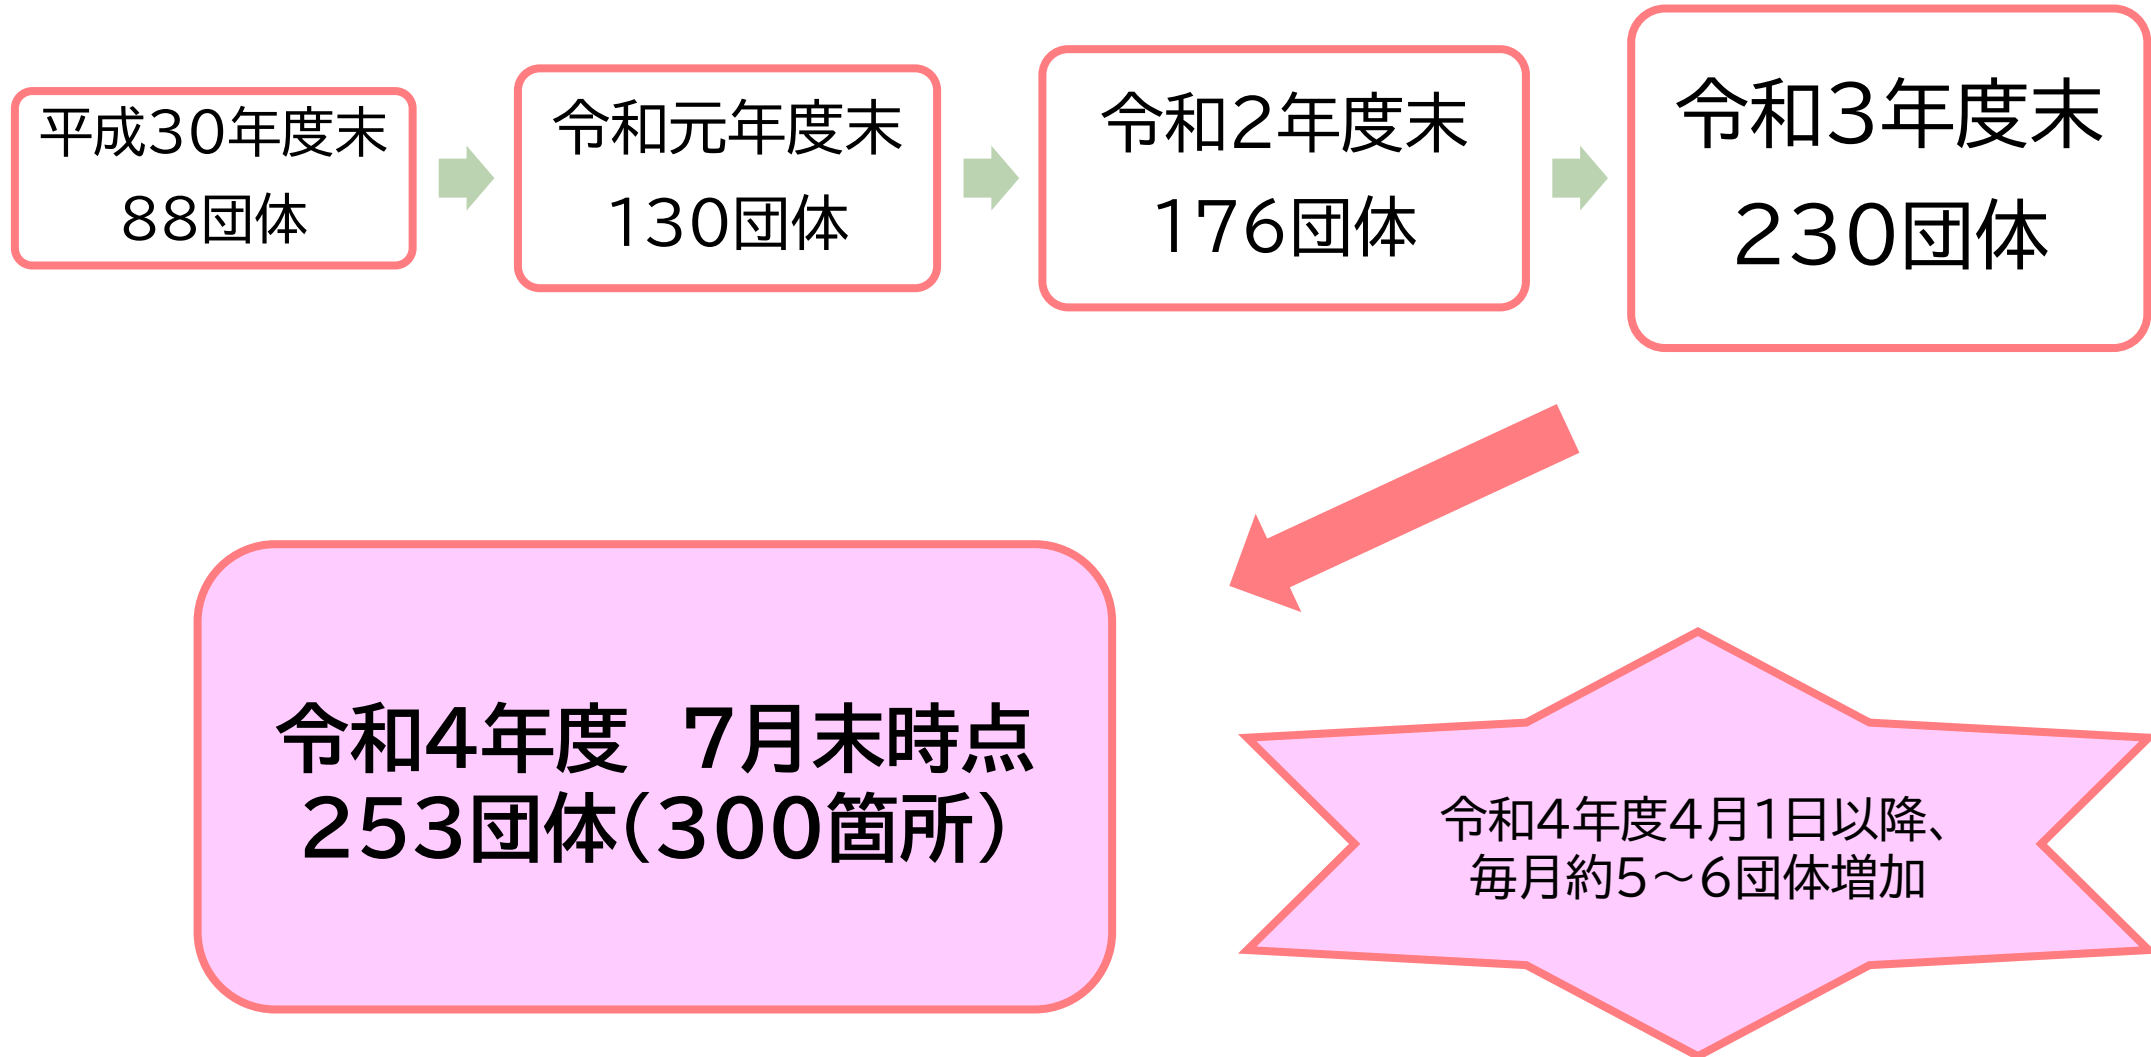 平成30年度末
88団体
令和元年度末
130団体
令和2年度末
176団体
令和3年度末
230団体
令和4年度　7月末時点
253団体（300箇所）
令和4年度4月1日以降、
毎月約5～6団体増加